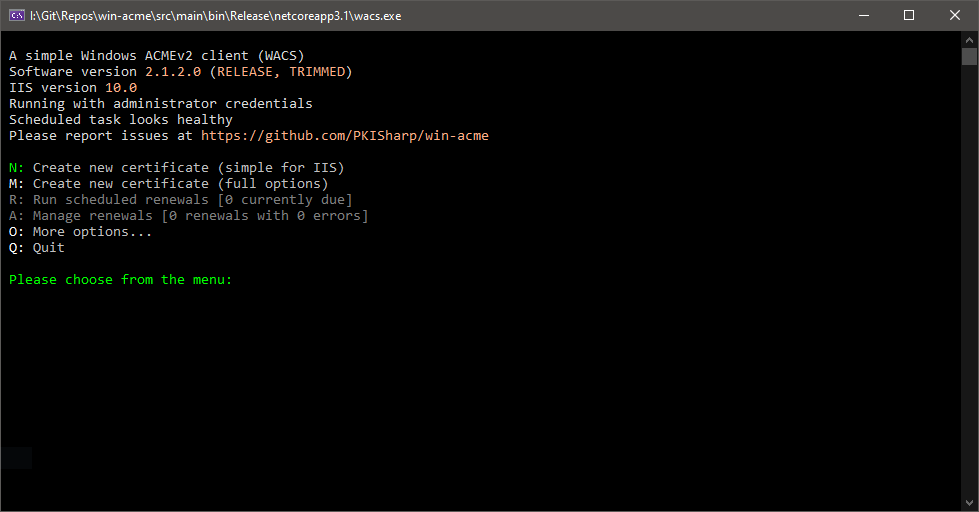 I:\Git\Repos\win-acme\src\main\bin\Release\netcoreapp3.1\wacs.exe
A simple Windows ACMEv2 client (WACS)
Software version 2.1.2.0 (RELEASE, TRIMMED)
IIS version 10.0
Running with administrator credentials
Scheduled task looks healthy
Please report issues at https://github.com/PKISharp/win-acme
N: Create new certificate (simple for IIS)
M: Create new certificate (full options)
R: Run scheduled renewals [0 currently due]
A: Manage renewals [0 renewals with 0 errors]
O: More options...
Q: Quit
Please choose from the menu: